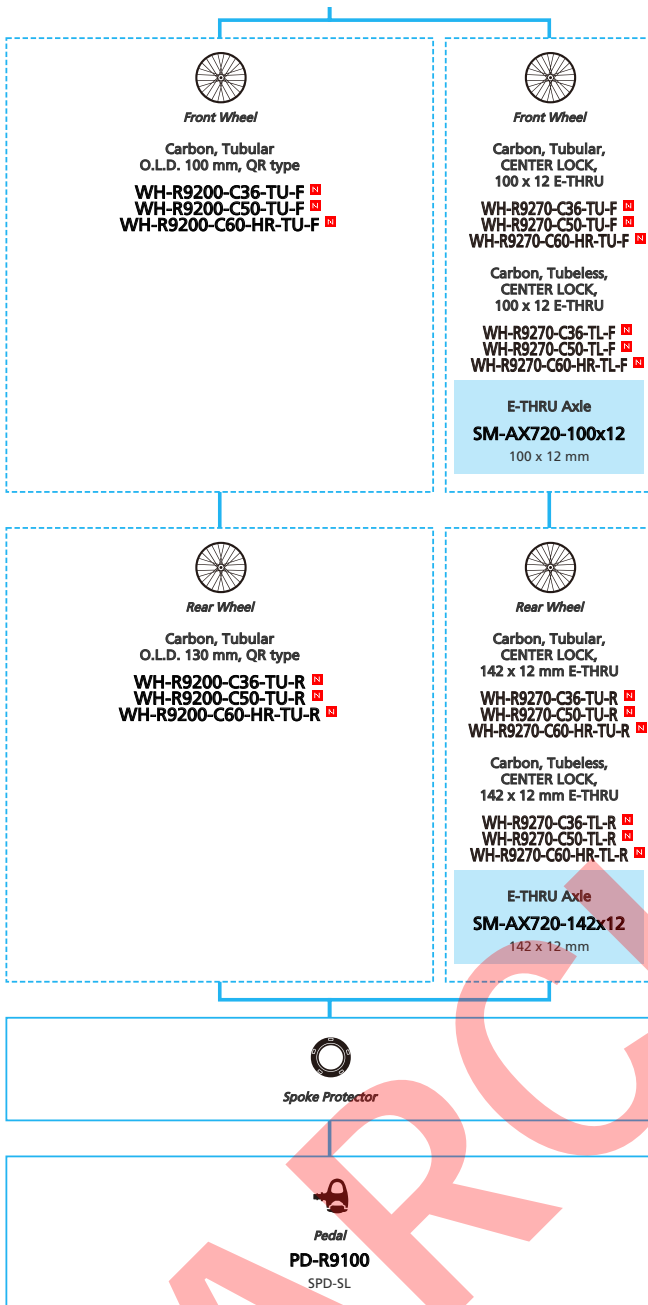 Front Wheel
Carbon, Tubular
O.L.D. 100 mm, QR type
WH-R9200-C36-TU-F N
WH-R9200-C50-TU-F N
WH-R9200-C60-HR-TU-F N
Front Wheel
Carbon, Tubular,
CENTER LOCK,
100 x 12 E-THRU
WH-R9270-C36-TU-F N
WH-R9270-C50-TU-F N
WH-R9270-C60-HR-TU-F N
Carbon, Tubeless,
CENTER LOCK,
100 x 12 E-THRU
WH-R9270-C36-TL-F N
WH-R9270-C50-TL-F N
WH-R9270-C60-HR-TL-F N
E-THRU Axle
SM-AX720-100x12
100 x 12 mm
Rear Wheel
Carbon, Tubular
O.L.D. 130 mm, QR type
WH-R9200-C36-TU-R N
WH-R9200-C50-TU-R N
WH-R9200-C60-HR-TU-R N
Rear Wheel
Carbon, Tubular,
CENTER LOCK,
142 x 12 mm E-THRU
WH-R9270-C36-TU-R N
WH-R9270-C50-TU-R N
WH-R9270-C60-HR-TU-R N
Carbon, Tubeless,
CENTER LOCK,
142 x 12 mm E-THRU
WH-R9270-C36-TL-R N
WH-R9270-C50-TL-R N
WH-R9270-C60-HR-TL-R N
E-THRU Axle
SM-AX720-142x12
142 x 12 mm
Spoke Protector
Pedal
PD-R9100
SPD-SL